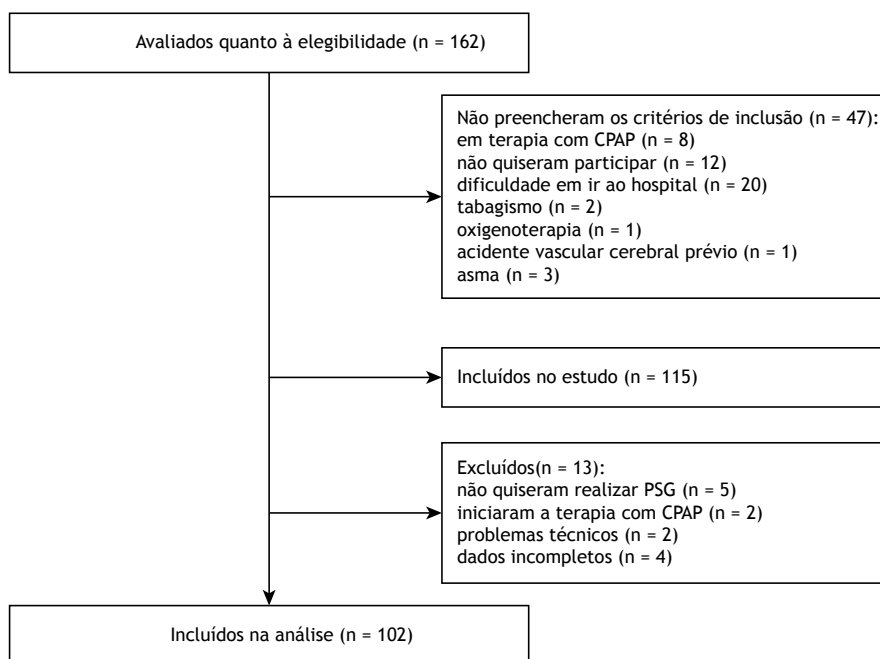 Avaliados quanto à elegibilidade (n = 162)
Não preencheram os critérios de inclusão (n = 47):
em terapia com CPAP (n = 8)
não quiseram participar (n = 12)
dificuldade em ir ao hospital (n = 20)
tabagismo (n = 2)
oxigenoterapia (n = 1)
acidente vascular cerebral prévio (n = 1)
asma (n = 3)
Incluídos no estudo (n = 115)
Excluídos(n = 13):
não quiseram realizar PSG (n = 5)
iniciaram a terapia com CPAP (n = 2)
problemas técnicos (n = 2)
dados incompletos (n = 4)
Incluídos na análise (n = 102)